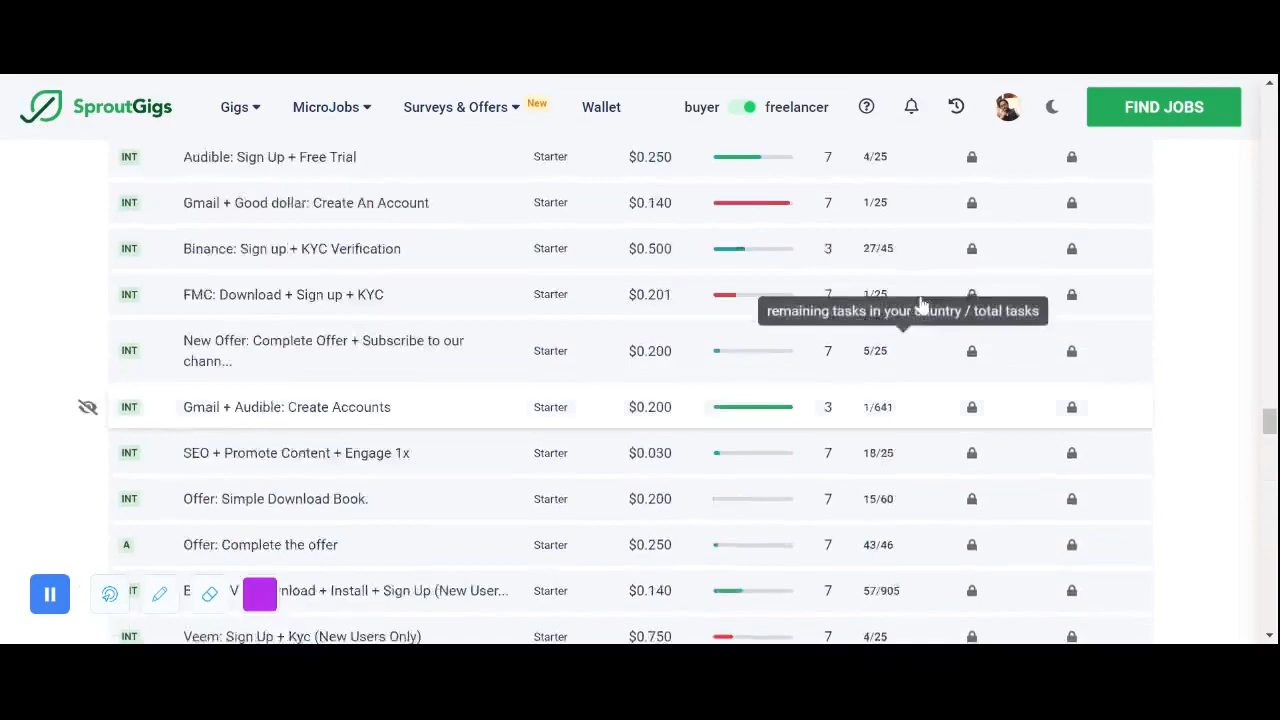 SproutGigs Gigs MicroJobs Surveys & Offers New Wallet buyer freelancer FIND JOBS
INT Audible: Sign Up + Free Trial Starter $0.250 7 4/25
INT Gmail + Good dollar: Create An Account Starter $0.140 7 1/25
INT Binance: Sign up + KYC Verification Starter $0.500 3 27/45
INT FMC: Download + Sign up + KYC Starter $0.201 7 1/25
remaining tasks in your country / total tasks
INT New Offer: Complete Offer + Subscribe to our
chann... Starter $0.200 5/25 7
INT Gmail + Audible: Create Accounts Starter $0.200 3 1/641
INT SEO + Promote Content + Engage 1x Starter $0.030 7 18/25
INT Offer: Simple Download Book. Starter $0.200 7 15/60
A Offer: Complete the offer Starter $0.250 7 43/46
nload + Install + Sign Up (New User... Starter $0.140 7 57/905
INT Veem: Sign Up + Kyc (New Users Only) Starter $0.750 7 4/25